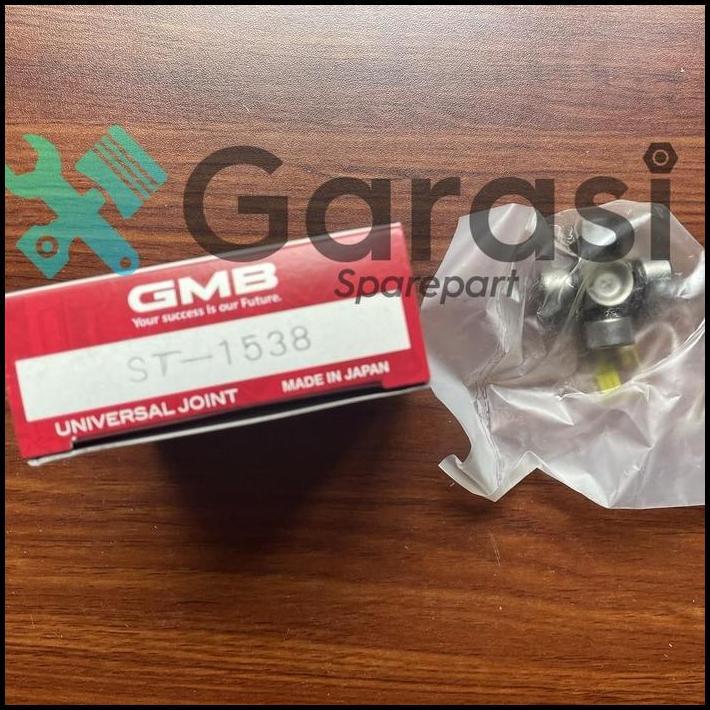 Garasi
Sparepart
GMB
Your success is our Future.
ST-1538
UNIVERSAL JOINT
MADE IN JAPAN